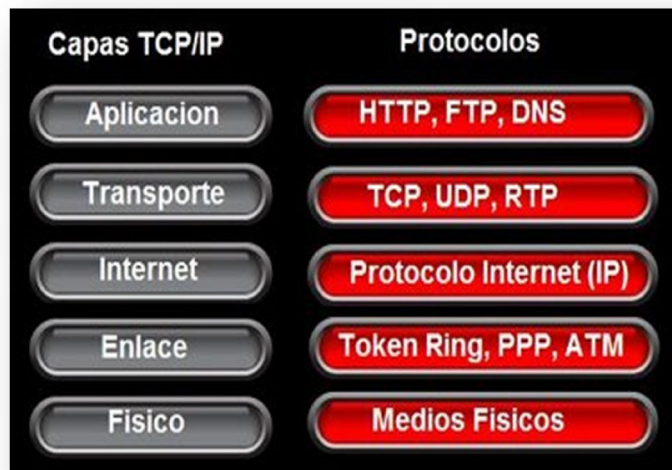 Capas TCP/IP Protocolos
Aplicacion HTTP, FTP, DNS
Transporte TCP, UDP, RTP
Internet Protocolo Internet (IP)
Enlace Token Ring, PPP, ATM
Fisico Medios Fisicos